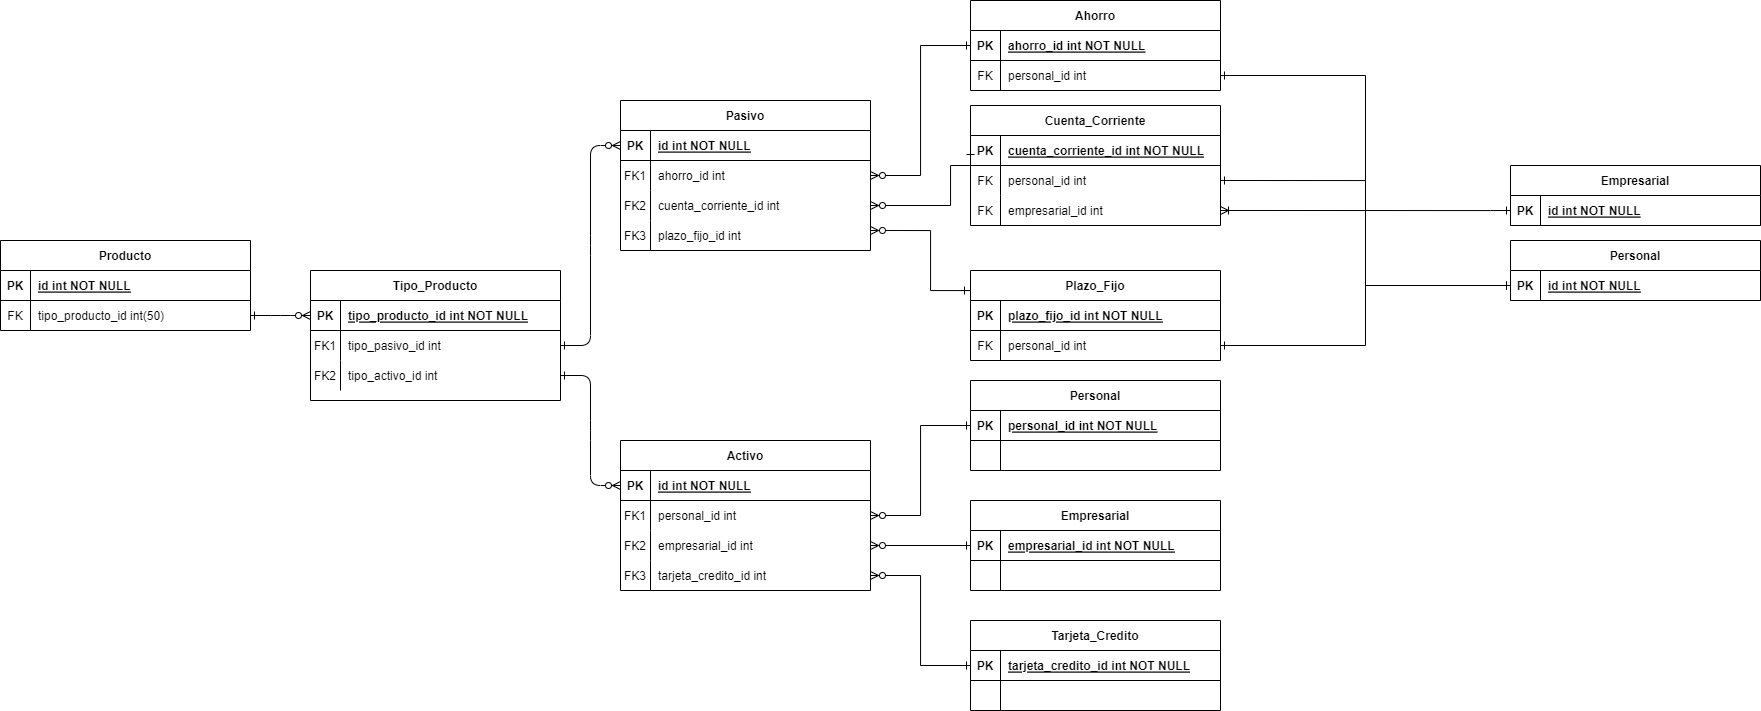 Producto
PK id int NOT NULL
FK tipo_producto_id int(50)
Tipo_Producto
PK tipo_producto_id int NOT NULL
FK1 tipo_pasivo_id int
FK2 tipo_activo_id int
Pasivo
PK id int NOT NULL
FK1 ahorro_id int
FK2 cuenta_corriente_id int
FK3 plazo_fijo_id int
Activo
PK id int NOT NULL
FK1 personal_id int
FK2 empresarial_id int
FK3 tarjeta_credito_id int
Ahorro
PK ahorro_id int NOT NULL
FK personal_id int
Cuenta_Corriente
PK cuenta_corriente_id int NOT NULL
FK personal_id int
FK empresarial_id int
Plazo_Fijo
PK plazo_fijo_id int NOT NULL
FK personal_id int
Personal
PK personal_id int NOT NULL
Empresarial
PK empresarial_id int NOT NULL
Tarjeta_Credito
PK tarjeta_credito_id int NOT NULL
Empresarial
PK id int NOT NULL
Personal
PK id int NOT NULL